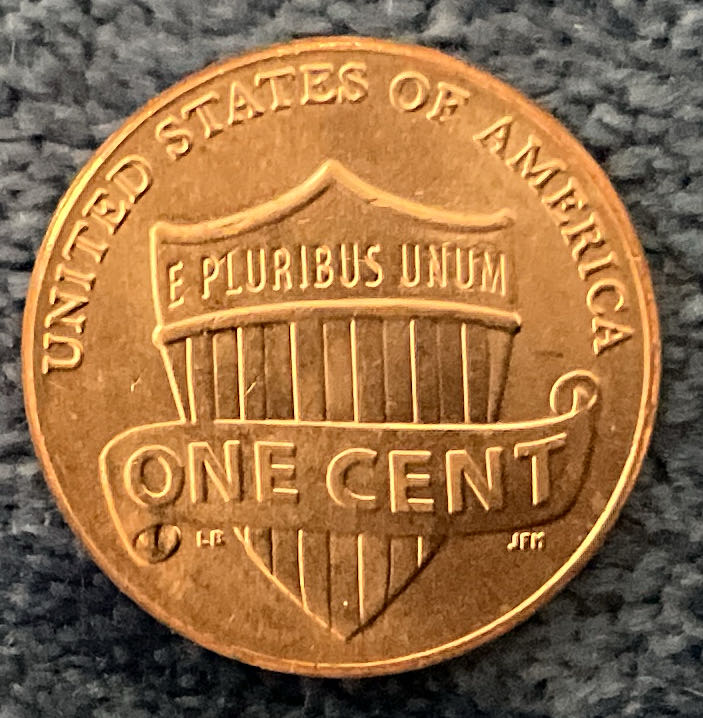 UNITED STATES OF AMERICA
E PLURIBUS UNUM
ONE CENT
LB JFM